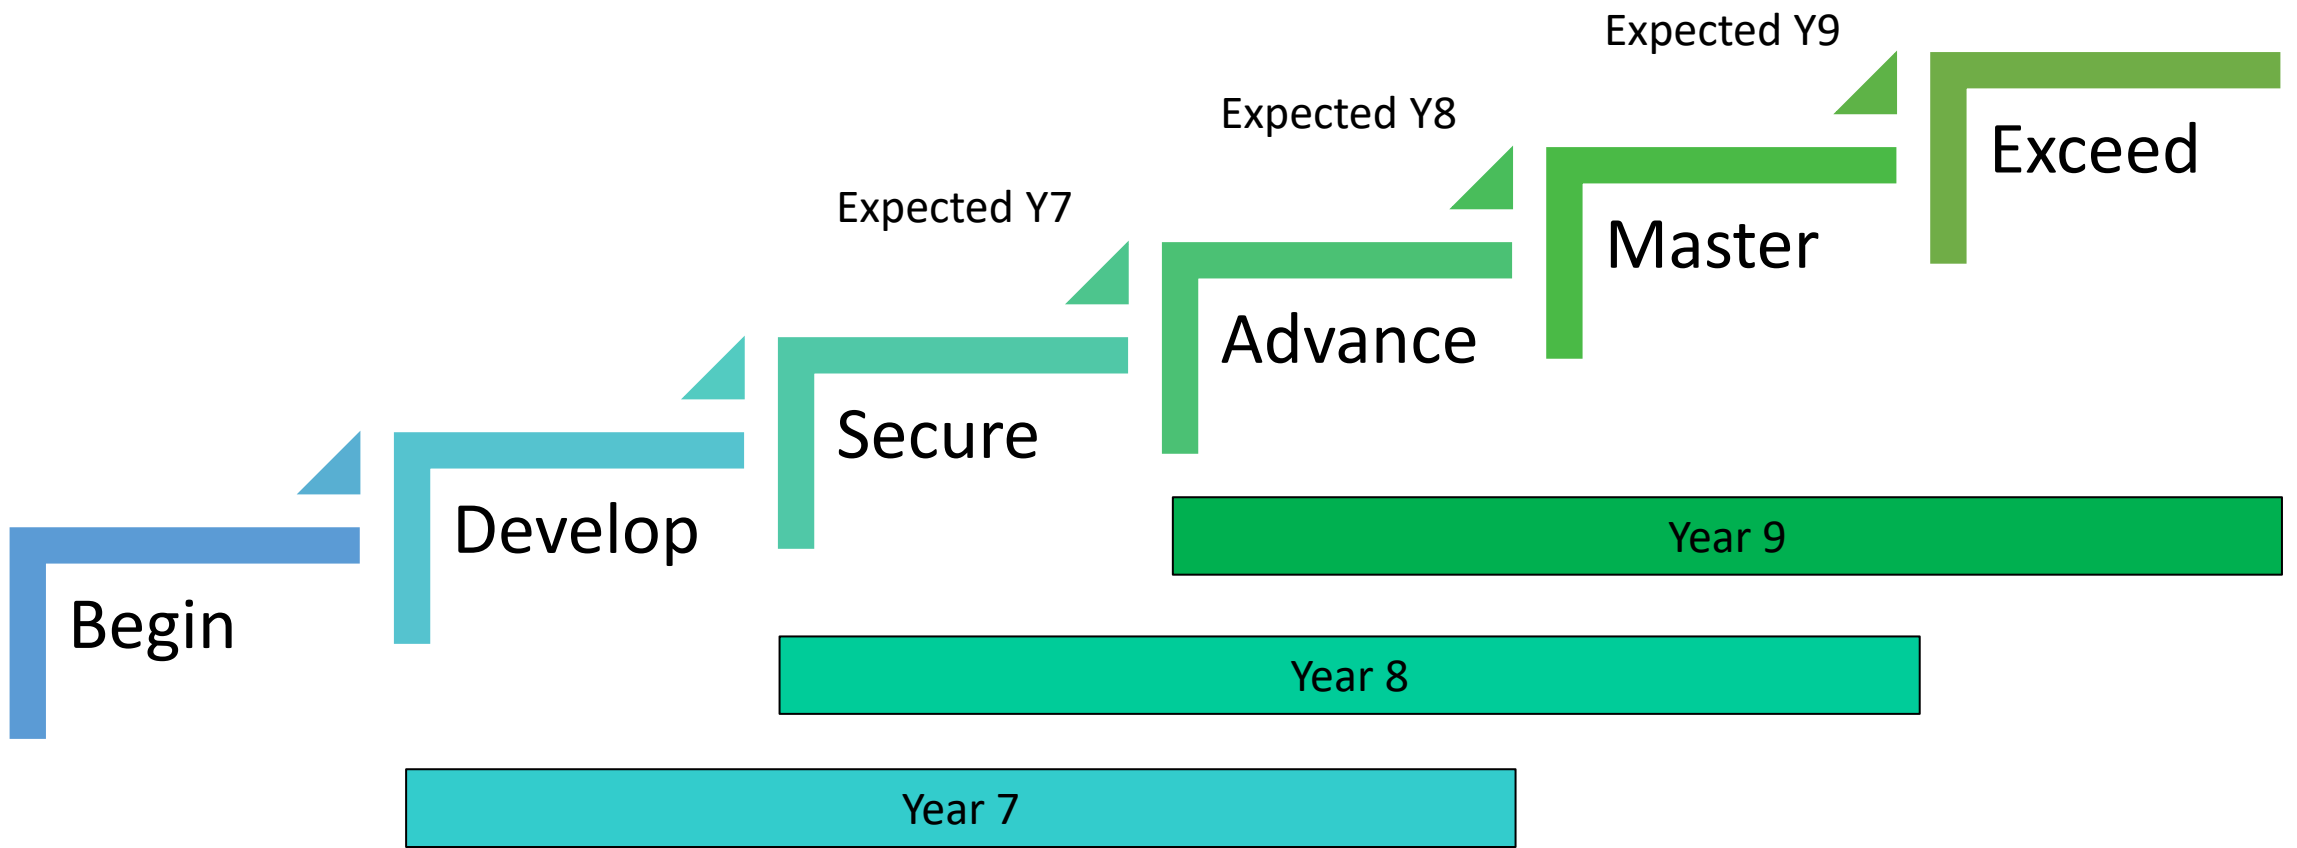 Expected Y9
Exceed
Expected Y8
Master
Expected Y7
Advance
Secure
Develop
Begin
Year 9
Year 8
Year 7